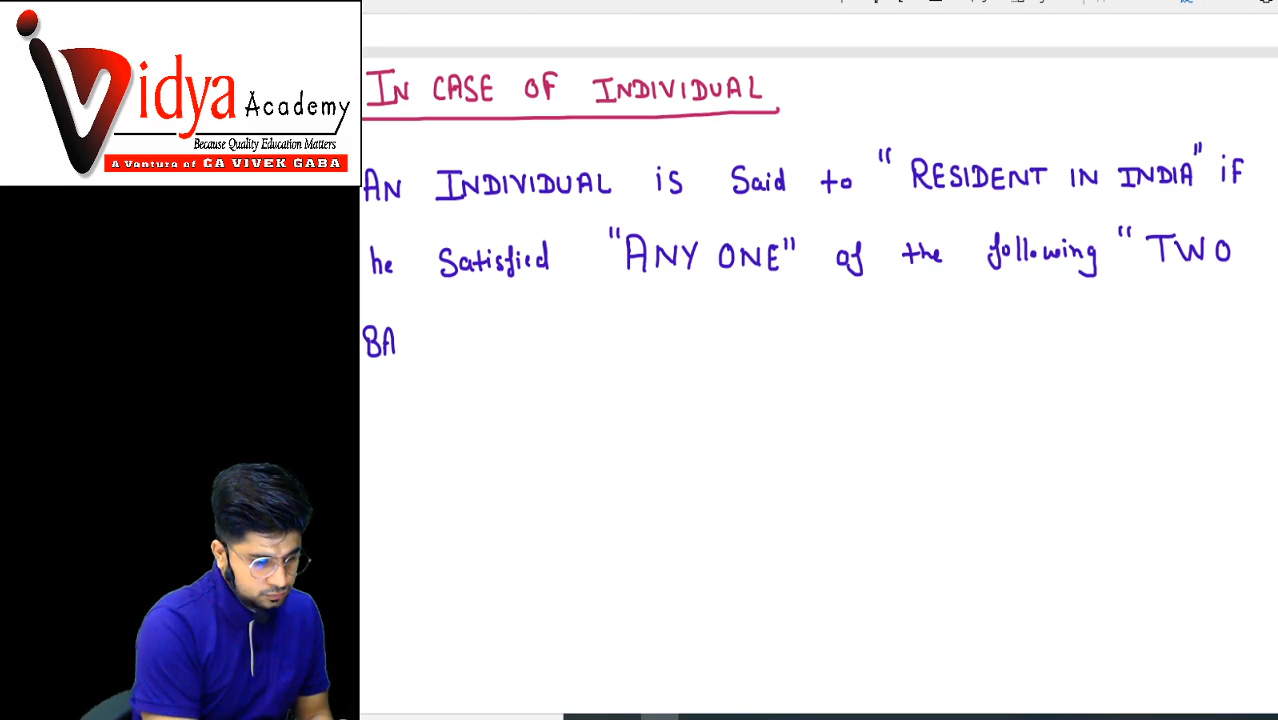 Vidya Academy
Because Quality Education Matters
A Ventura of CA VIVEK GABA
IN CASE OF INDIVIDUAL
AN INDIVIDUAL is Said to "RESIDENT IN INDIA" if
he Satisfied "ANY ONE" of the following "TWO
BA